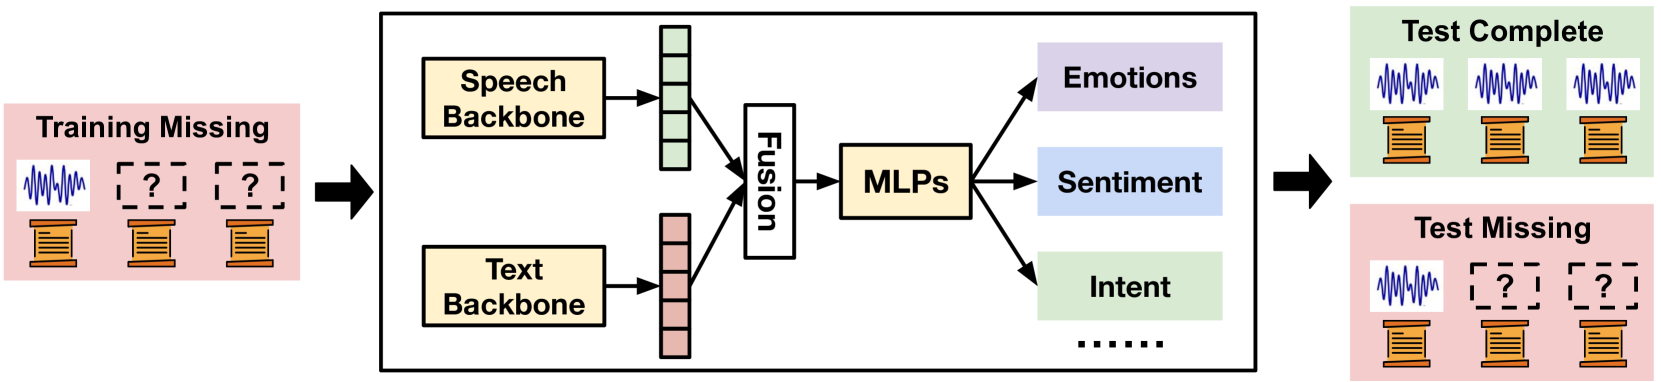 Training Missing
?
?
Speech
Backbone
Text
Backbone
Fusion
MLPs
Emotions
Sentiment
Intent
......
Test Complete
Test Missing
?
?